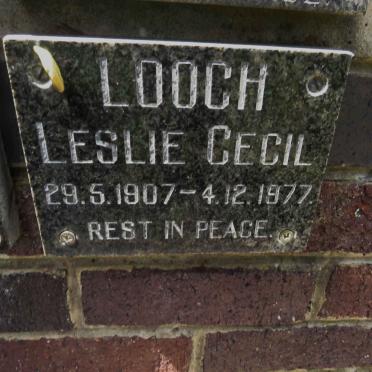 LOOCH
LESLIE CECIL
29.5.1907-4.12.1977.
REST IN PEACE.